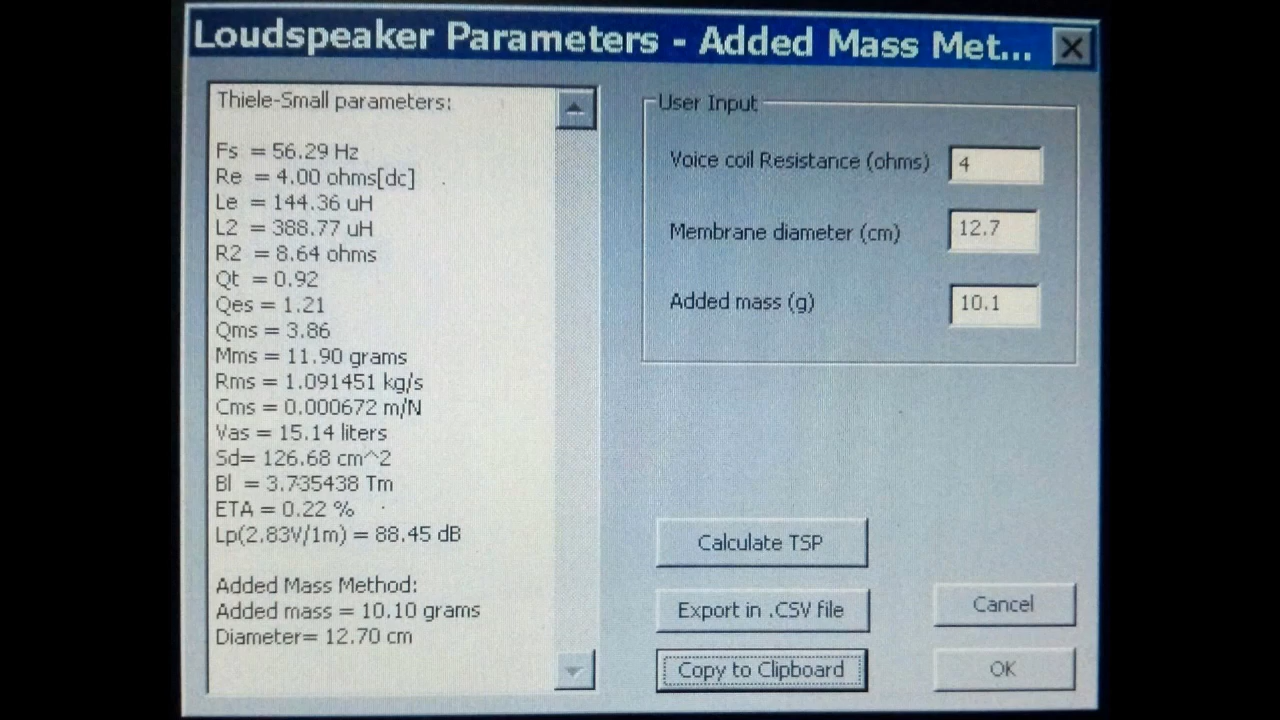 Loudspeaker Parameters - Added Mass Met...
Thiele-Small parameters:
Fs = 56.29 Hz
Re = 4.00 ohms[dc]
Le = 144.36 uH
L2 = 388.77 uH
R2 = 8.64 ohms
Qt = 0.92
Qes = 1.21
Qms = 3.86
Mms = 11.90 grams
Rms = 1.091451 kg/s
Cms = 0.000672 m/N
Vas = 15.14 liters
Sd= 126.68 cm^2
Bl = 3.735438 Tm
ETA = 0.22 %
Lp(2.83V/1m) = 88.45 dB
Added Mass Method:
Added mass = 10.10 grams
Diameter= 12.70 cm
User Input
Voice coil Resistance (ohms) 4
Membrane diameter (cm) 12.7
Added mass (g) 10.1
Calculate TSP
Export in .CSV file
Cancel
Copy to Clipboard
OK